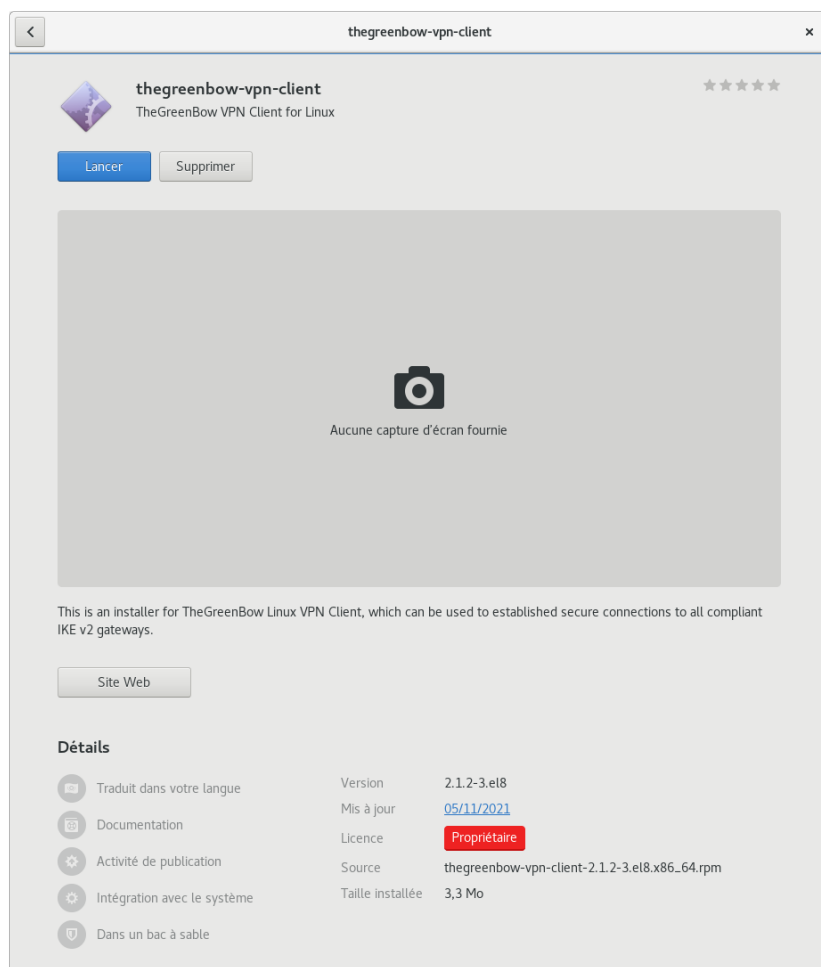 thegreenbow-vpn-client
thegreenbow-vpn-client
TheGreenBow VPN Client for Linux
Lancer
Supprimer
Aucune capture d'écran fournie
This is an installer for TheGreenBow Linux VPN Client, which can be used to established secure connections to all compliant
IKE v2 gateways.
Site Web
Détails
Traduit dans votre langue
Documentation
Activité de publication
Intégration avec le système
Dans un bac à sable
Version 2.1.2-3.el8
Mis à jour 05/11/2021
Licence Propriétaire
Source thegreenbow-vpn-client-2.1.2-3.el8.x86_64.rpm
Taille installée 3,3 Mo